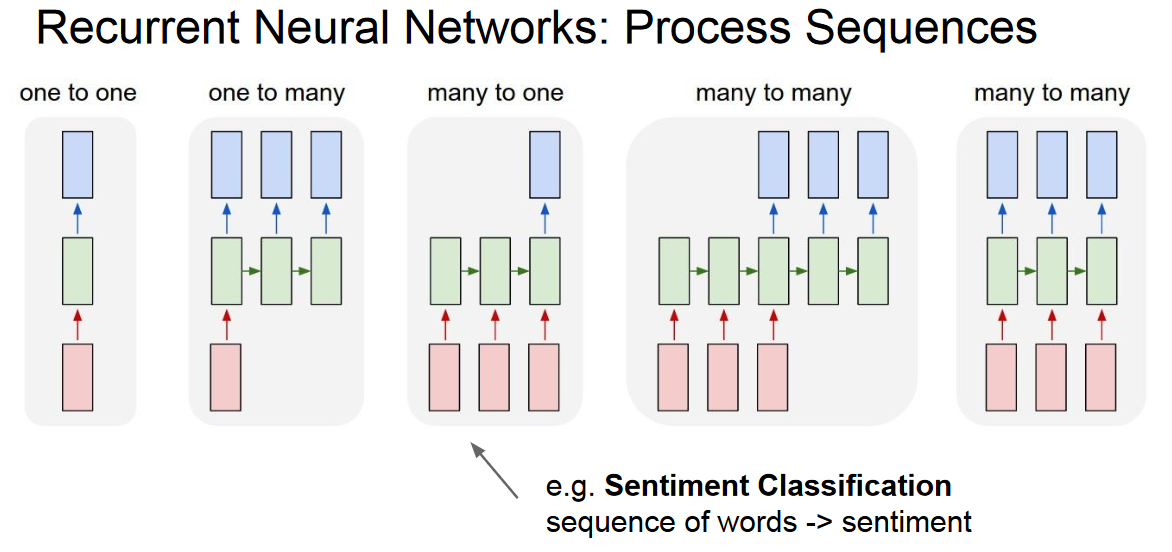 Recurrent Neural Networks: Process Sequences
one to one
one to many
many to one
many to many
many to many
e.g. Sentiment Classification
sequence of words -> sentiment